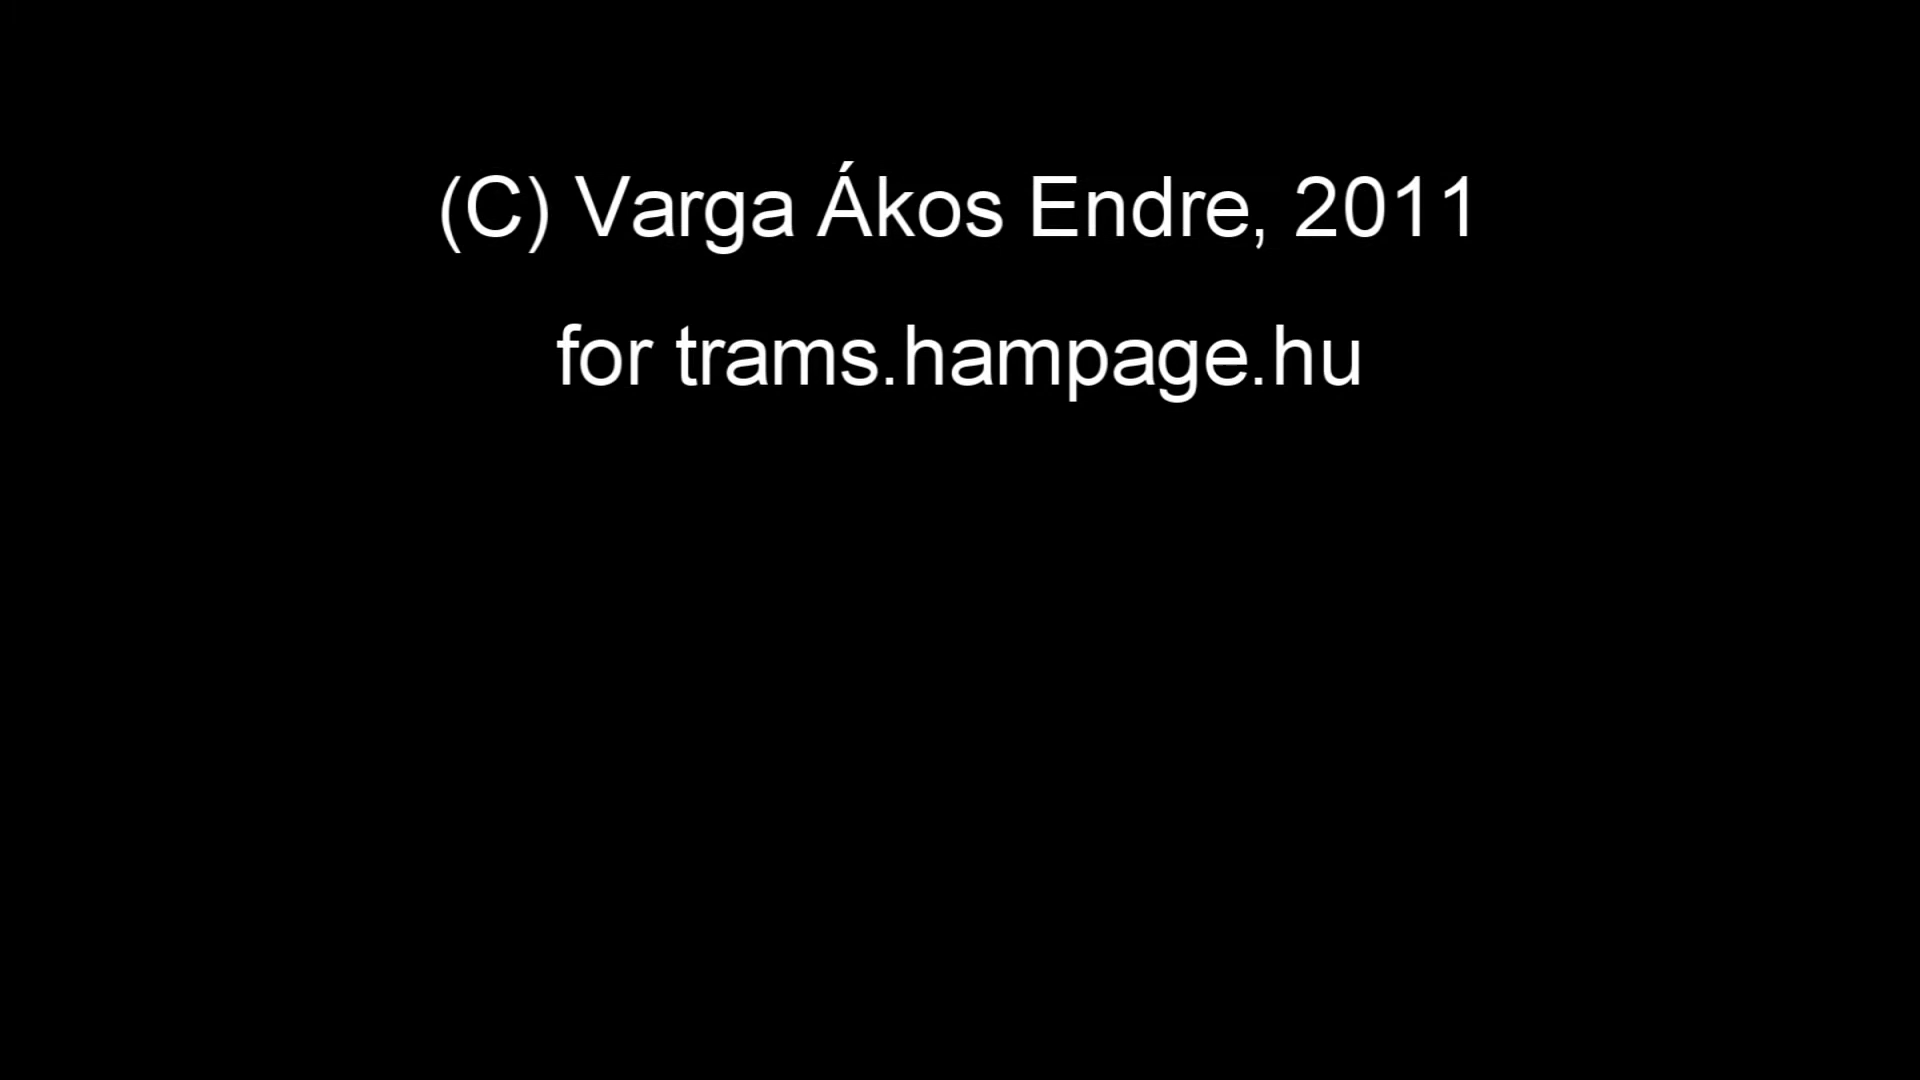 (C) Varga Ákos Endre, 2011
for trams.hampage.hu